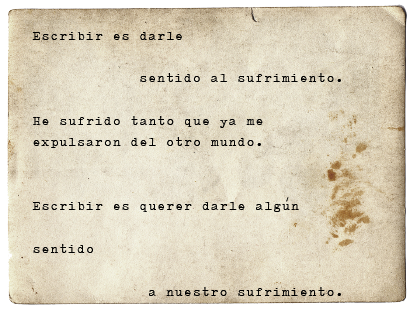 Escribir es darle
sentido al sufrimiento.
He sufrido tanto que ya me
expulsaron del otro mundo.
Escribir es querer darle algún
sentido
a nuestro sufrimiento.